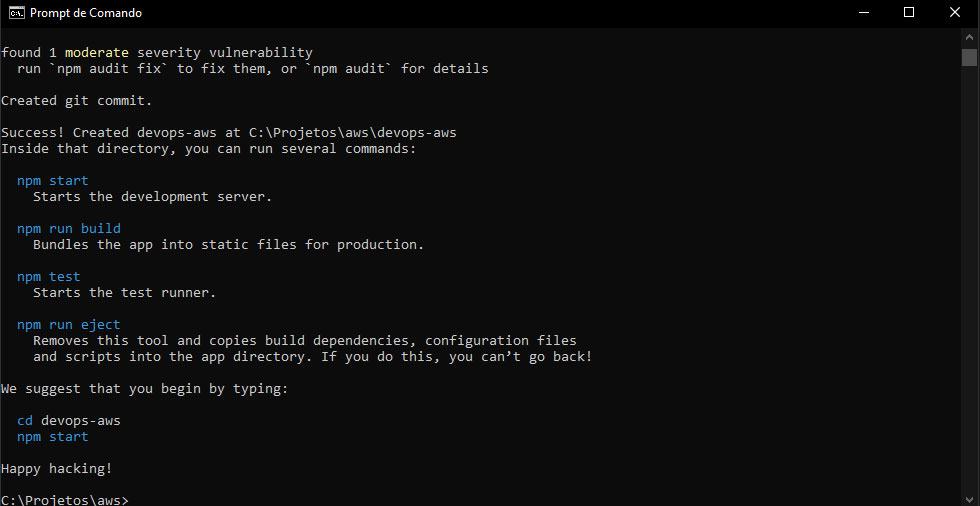 Prompt de Comando
found 1 moderate severity vulnerability
run `npm audit fix` to fix them, or `npm audit` for details
Created git commit.
Success! Created devops-aws at C:\Projetos\aws\devops-aws
Inside that directory, you can run several commands:
npm start
Starts the development server.
npm run build
Bundles the app into static files for production.
npm test
Starts the test runner.
npm run eject
Removes this tool and copies build dependencies, configuration files
and scripts into the app directory. If you do this, you can’t go back!
We suggest that you begin by typing:
cd devops-aws
npm start
Happy hacking!
C:\Projetos\aws>